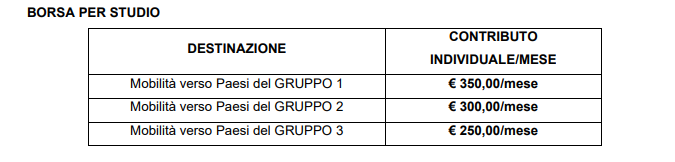 BORSA PER STUDIO
DESTINAZIONE
CONTRIBUTO
INDIVIDUALE/MESE
Mobilità verso Paesi del GRUPPO 1 € 350,00/mese
Mobilità verso Paesi del GRUPPO 2 € 300,00/mese
Mobilità verso Paesi del GRUPPO 3 € 250,00/mese